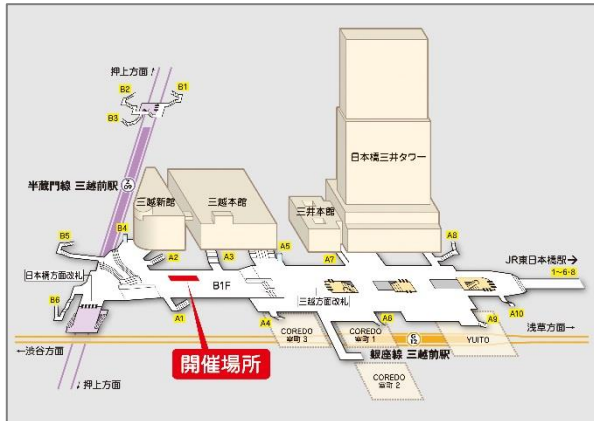 押上方面↑
B2
B1
B3
日本橋三井タワー
半蔵門線 三越前駅
Z
09
三越新館
三越本館
三井本館
B4
B5
A2
A3
A5
A7
A8
JR新日本橋駅→
1~6・8
日本橋方面改札
B1F
三越方面改札
B6
A1
A4
A6
A9
A10
浅草方面→
COREDO
室町 3
COREDO
室町 1
G
12
YUITO
←渋谷方面
開催場所
銀座線 三越前駅
↓押上方面
COREDO
室町 2